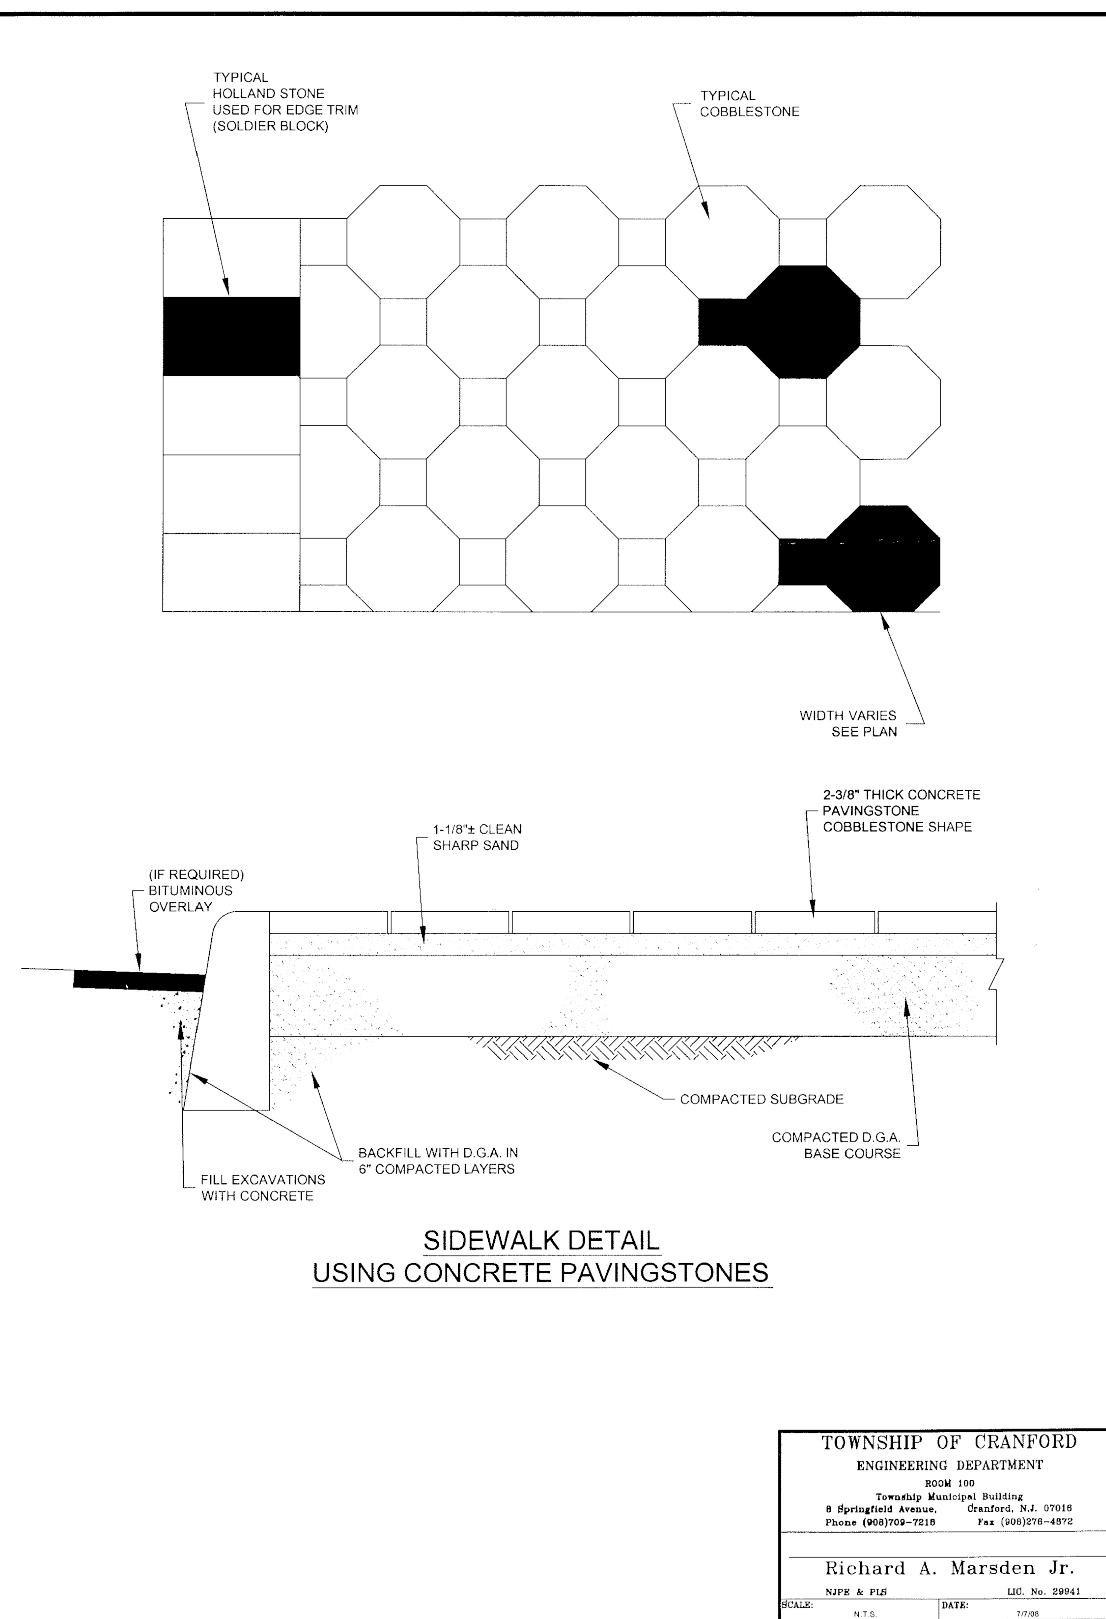 TYPICAL
HOLLAND STONE
USED FOR EDGE TRIM
(SOLDIER BLOCK)
TYPICAL
COBBLESTONE
WIDTH VARIES
SEE PLAN
2-3/8" THICK CONCRETE
PAVINGSTONE
COBBLESTONE SHAPE
1-1/8"± CLEAN
SHARP SAND
(IF REQUIRED)
BITUMINOUS
OVERLAY
COMPACTED SUBGRADE
COMPACTED D.G.A.
BASE COURSE
BACKFILL WITH D.G.A. IN
6" COMPACTED LAYERS
FILL EXCAVATIONS
WITH CONCRETE
SIDEWALK DETAIL
USING CONCRETE PAVINGSTONES
TOWNSHIP OF CRANFORD
ENGINEERING DEPARTMENT
ROOM 100
Township Municipal Building
8 Springfield Avenue, Cranford, N.J. 07016
Phone (908)709-7216 Fax (908)276-4872
Richard A. Marsden Jr.
NJPE & PLS LIC. No. 29941
SCALE: DATE:
N.T.S. 7/7/08